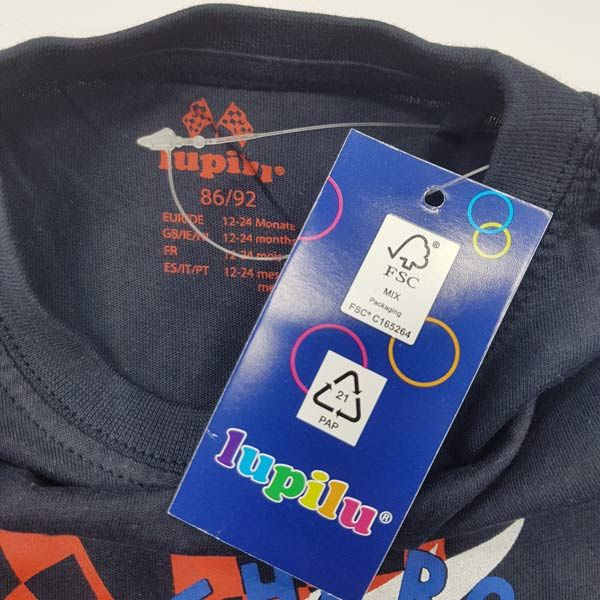 lupilu®
86/92
EUR/DE 12-24 Monate
GB/IE/ 12-24 months
FR 12-24
ES/IT/PT 12-24
FSC
MIX
Packaging
FSC® C165264
21
PAP
lupilu®